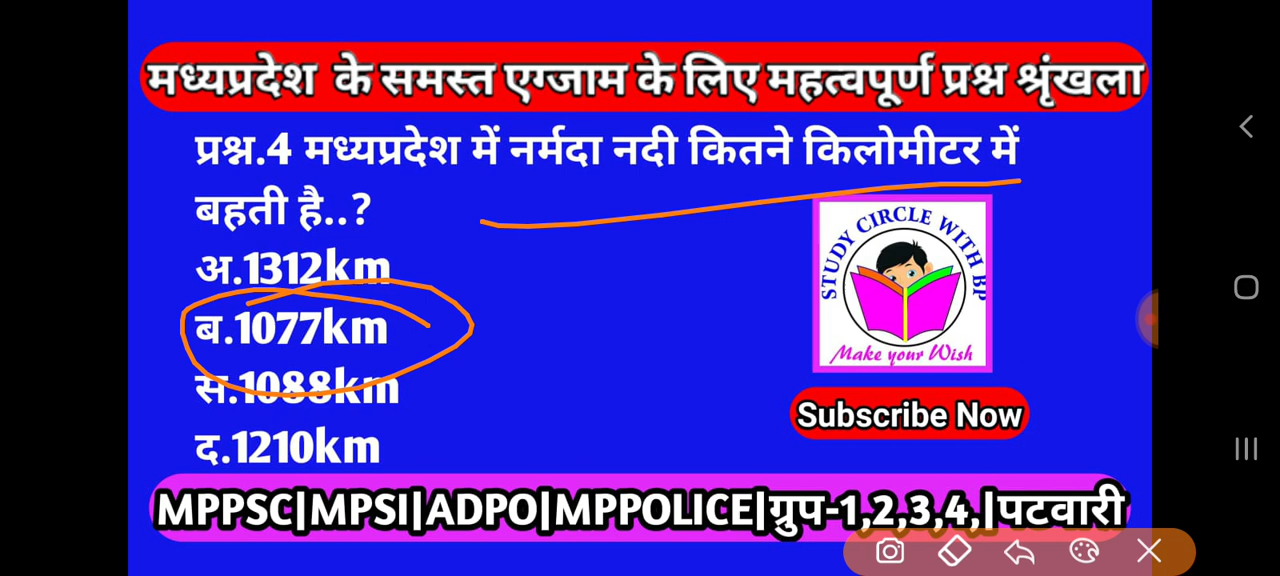 मध्यप्रदेश के समस्त एग्जाम के लिए महत्वपूर्ण प्रश्न श्रृंखला
प्रश्न.4 मध्यप्रदेश में नर्मदा नदी कितने किलोमीटर में
बहती है..?
अ.1312km
ब.1077km
स.1088km
द.1210km
STUDY CIRCLE WITH BP
Make your Wish
Subscribe Now
MPPSC|MPSI|ADPO|MPPOLICE|ग्रुप-1,2,3,4,|पटवारी